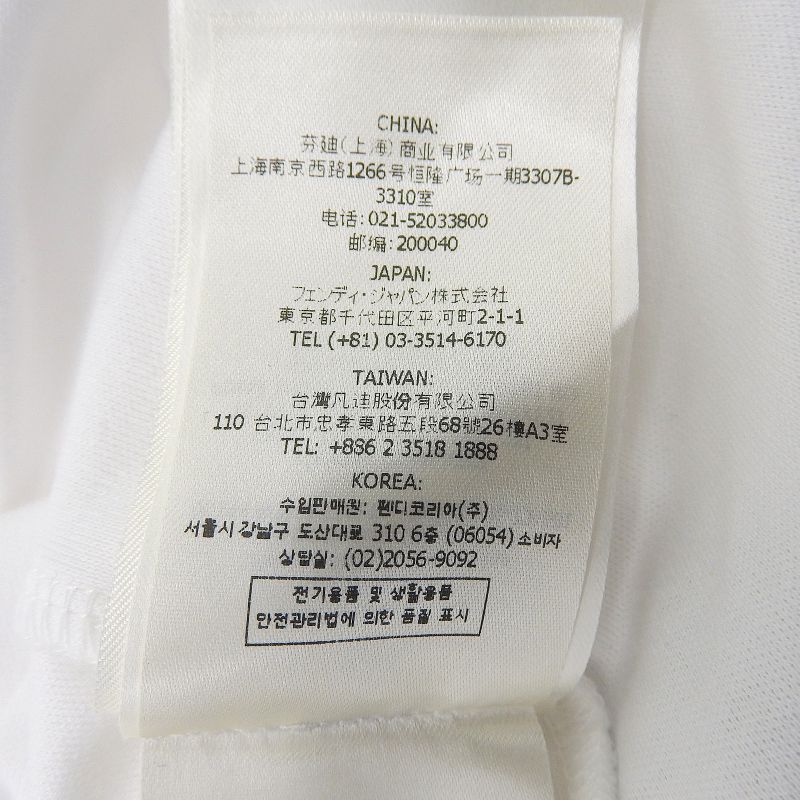 CHINA:
芬迪(上海)商业有限公司
上海南京西路1266号恒隆广场一期3307B-
3310室
电话: 021-52033800
邮编: 200040
JAPAN:
フェンディ・ジャパン株式会社
東京都千代田区平河町2-1-1
TEL (+81) 03-3514-6170
TAIWAN:
台灣凡迪股份有限公司
110 台北市忠孝東路五段68號26樓A3室
TEL: +886 2 3518 1888
KOREA:
수입판매원: 펜디코리아(주)
서울시 강남구 도산대로 310 6층 (06054) 소비자
상담실: (02)2056-9092
전기용품 및 생활용품
안전관리법에 의한 품질 표시